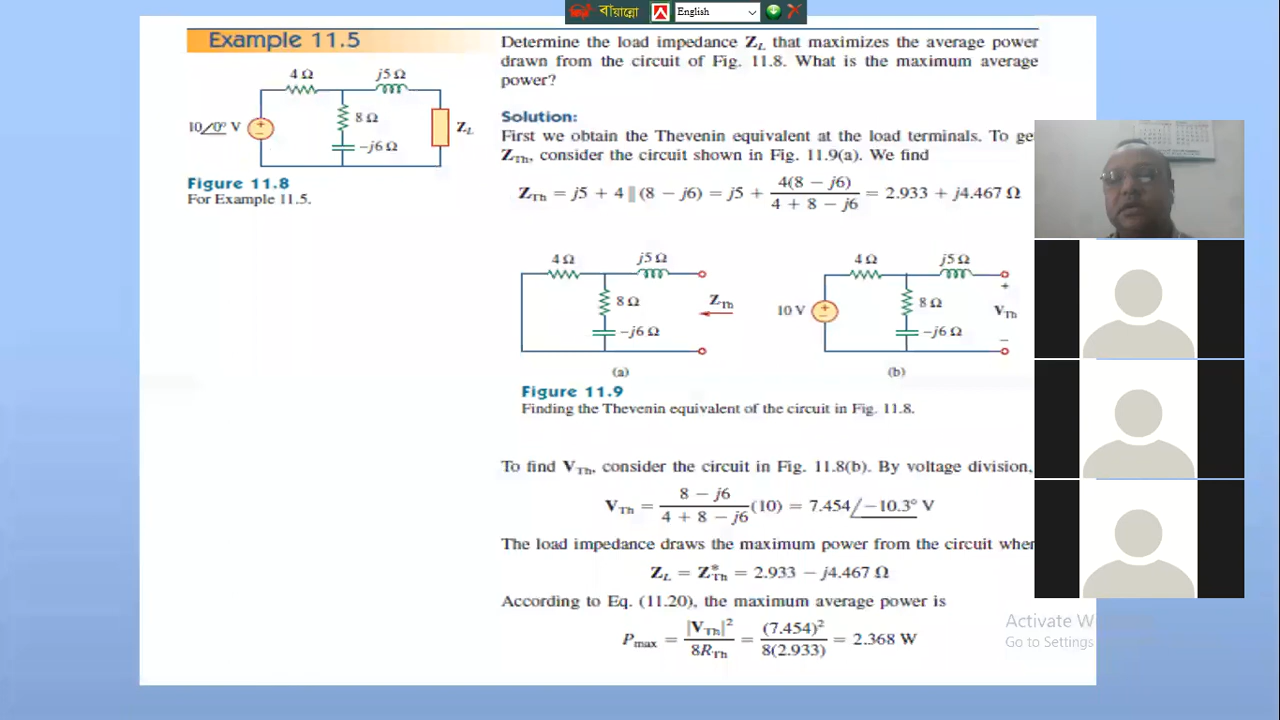 বায়ান্নো English
Example 11.5
4 Ω
j5 Ω
10/0° V
8 Ω
-j6 Ω
Z_L
Figure 11.8
For Example 11.5.
Determine the load impedance Z_L that maximizes the average power
drawn from the circuit of Fig. 11.8. What is the maximum average
power?
Solution:
First we obtain the Thevenin equivalent at the load terminals. To ge
Z_Th, consider the circuit shown in Fig. 11.9(a). We find
Z_Th = j5 + 4 ‖ (8 − j6) = j5 + 4(8 − j6) / 4 + 8 − j6 = 2.933 + j4.467 Ω
4 Ω
j5 Ω
8 Ω
-j6 Ω
Z_Th
(a)
4 Ω
j5 Ω
10 V
8 Ω
-j6 Ω
+
V_Th
−
(b)
Figure 11.9
Finding the Thevenin equivalent of the circuit in Fig. 11.8.
To find V_Th, consider the circuit in Fig. 11.8(b). By voltage division,
V_Th = 8 − j6 / 4 + 8 − j6 (10) = 7.454/−10.3° V
The load impedance draws the maximum power from the circuit when
Z_L = Z*_Th = 2.933 − j4.467 Ω
According to Eq. (11.20), the maximum average power is
P_max = |V_Th|² / 8R_Th = (7.454)² / 8(2.933) = 2.368 W
Activate W
Go to Settings